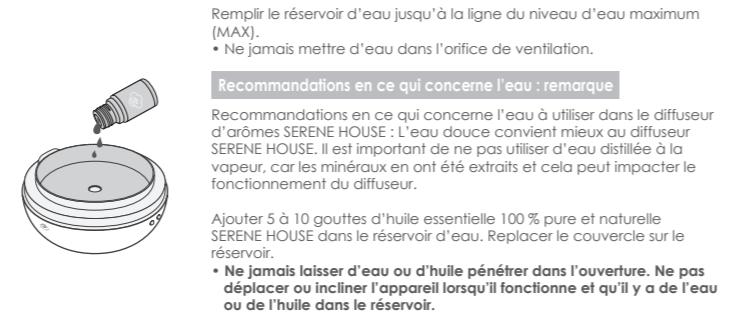 Remplir le réservoir d'eau jusqu'à la ligne du niveau d'eau maximum
(MAX).
• Ne jamais mettre d'eau dans l'orifice de ventilation.
Recommandations en ce qui concerne l'eau : remarque
Recommandations en ce qui concerne l'eau à utiliser dans le diffuseur
d'arômes SERENE HOUSE : L'eau douce convient mieux au diffuseur
SERENE HOUSE. Il est important de ne pas utiliser d'eau distillée à la
vapeur, car les minéraux en ont été extraits et cela peut impacter le
fonctionnement du diffuseur.
Ajouter 5 à 10 gouttes d'huile essentielle 100 % pure et naturelle
SERENE HOUSE dans le réservoir d'eau. Replacer le couvercle sur le
réservoir.
• Ne jamais laisser d'eau ou d'huile pénétrer dans l'ouverture. Ne pas
déplacer ou incliner l'appareil lorsqu'il fonctionne et qu'il y a de l'eau
ou de l'huile dans le réservoir.